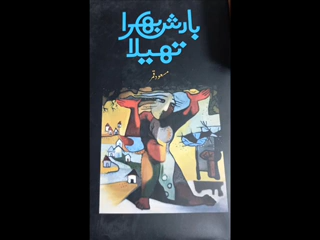 بارش بھرا
تھیلا
مسعود قمر